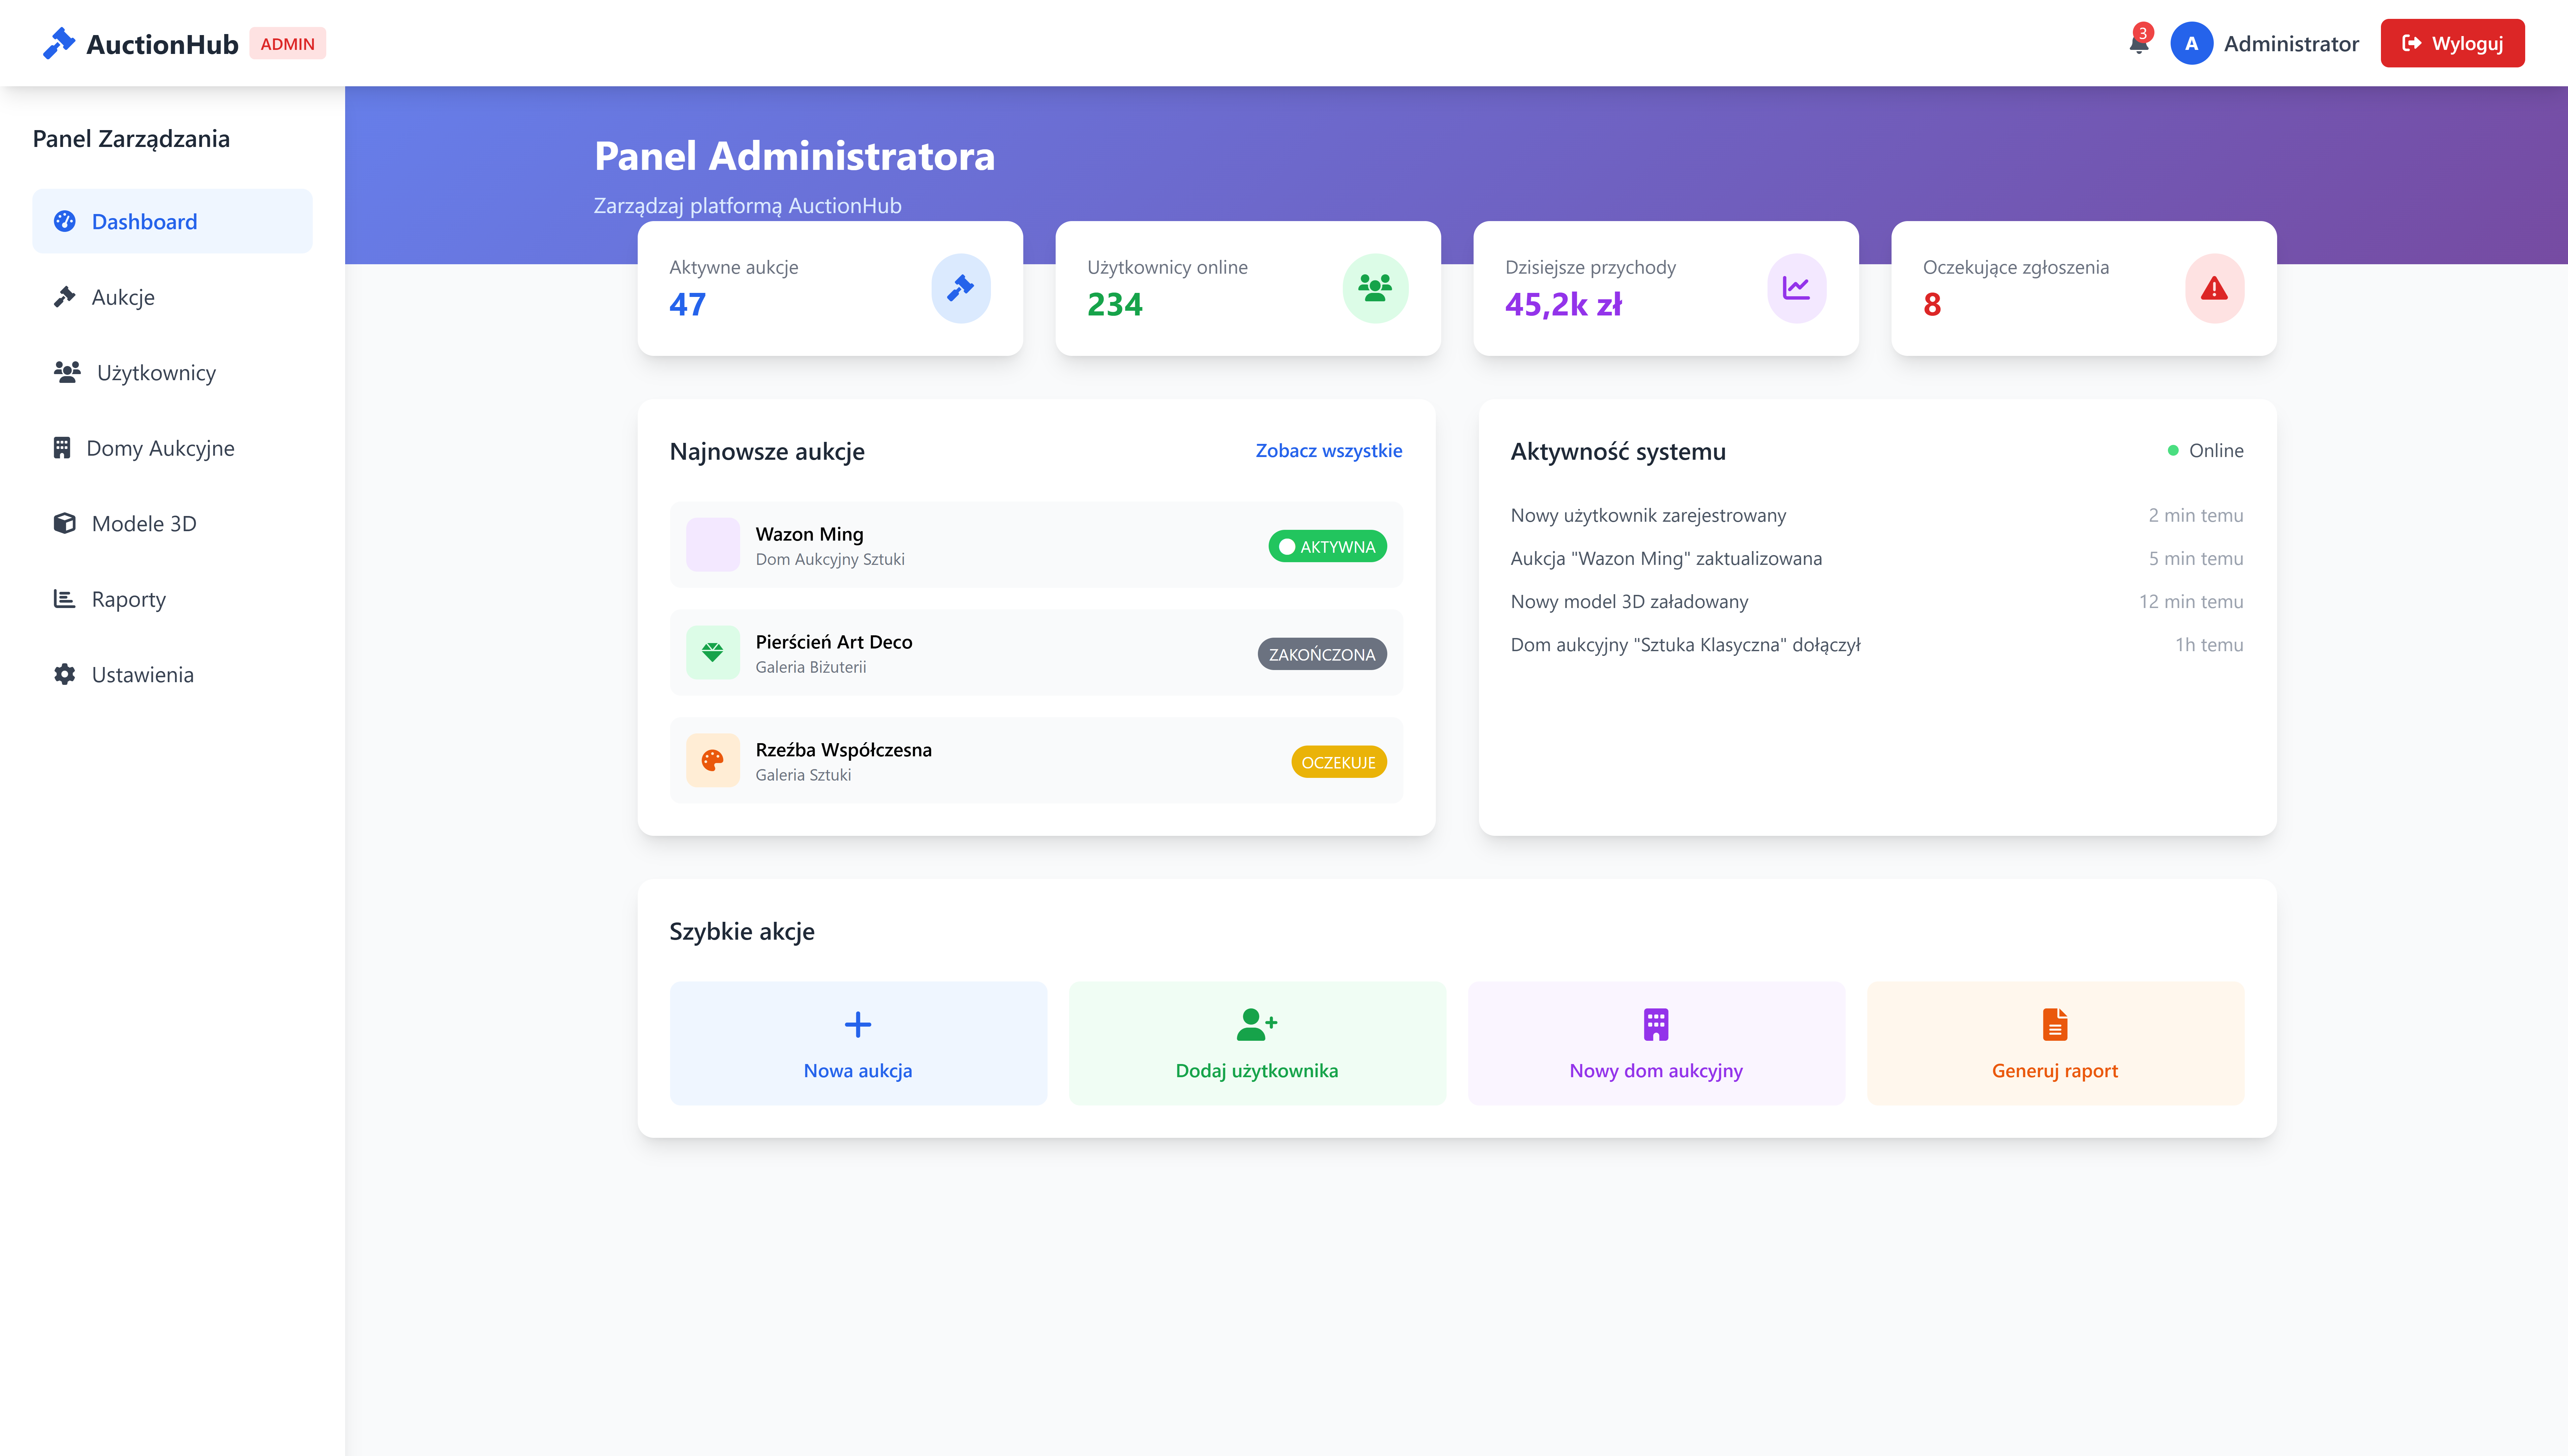 AuctionHub ADMIN
3
A Administrator
Wyloguj
Panel Zarządzania
Dashboard
Aukcje
Użytkownicy
Domy Aukcyjne
Modele 3D
Raporty
Ustawienia
Panel Administratora
Zarządzaj platformą AuctionHub
Aktywne aukcje
47
Użytkownicy online
234
Dzisiejsze przychody
45,2k zł
Oczekujące zgłoszenia
8
Najnowsze aukcje
Zobacz wszystkie
Wazon Ming
Dom Aukcyjny Sztuki
AKTYWNA
Pierścień Art Deco
Galeria Biżuterii
ZAKOŃCZONA
Rzeźba Współczesna
Galeria Sztuki
OCZEKUJE
Aktywność systemu
Online
Nowy użytkownik zarejestrowany 2 min temu
Aukcja "Wazon Ming" zaktualizowana 5 min temu
Nowy model 3D załadowany 12 min temu
Dom aukcyjny "Sztuka Klasyczna" dołączył 1h temu
Szybkie akcje
Nowa aukcja
Dodaj użytkownika
Nowy dom aukcyjny
Generuj raport